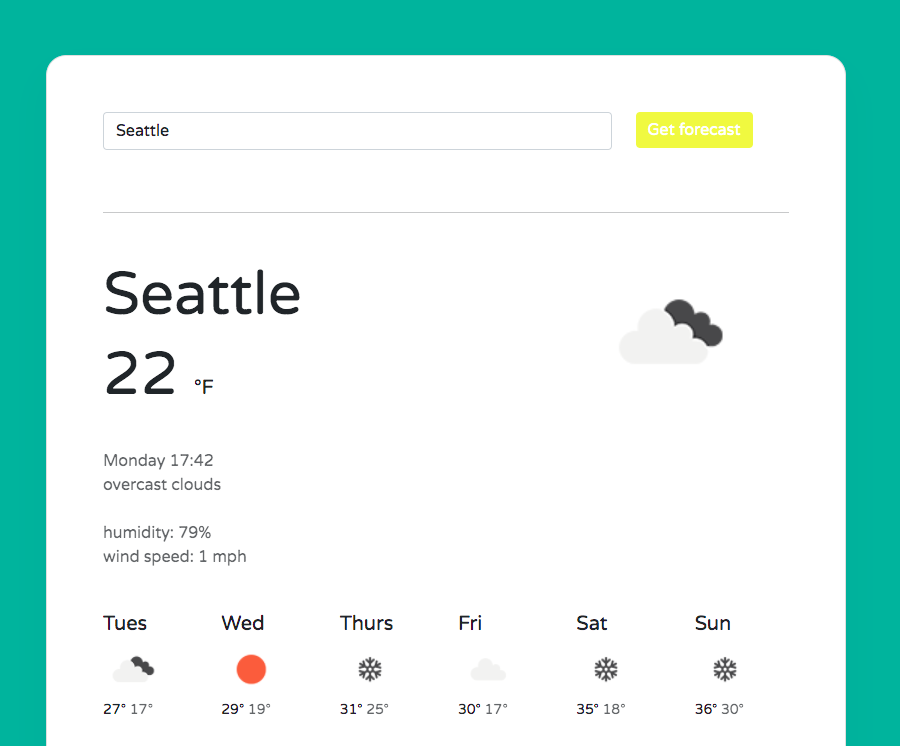 Seattle
Get forecast
Seattle
22 °F
Monday 17:42
overcast clouds
humidity: 79%
wind speed: 1 mph
Tues Wed Thurs Fri Sat Sun
27° 17° 29° 19° 31° 25° 30° 17° 35° 18° 36° 30°